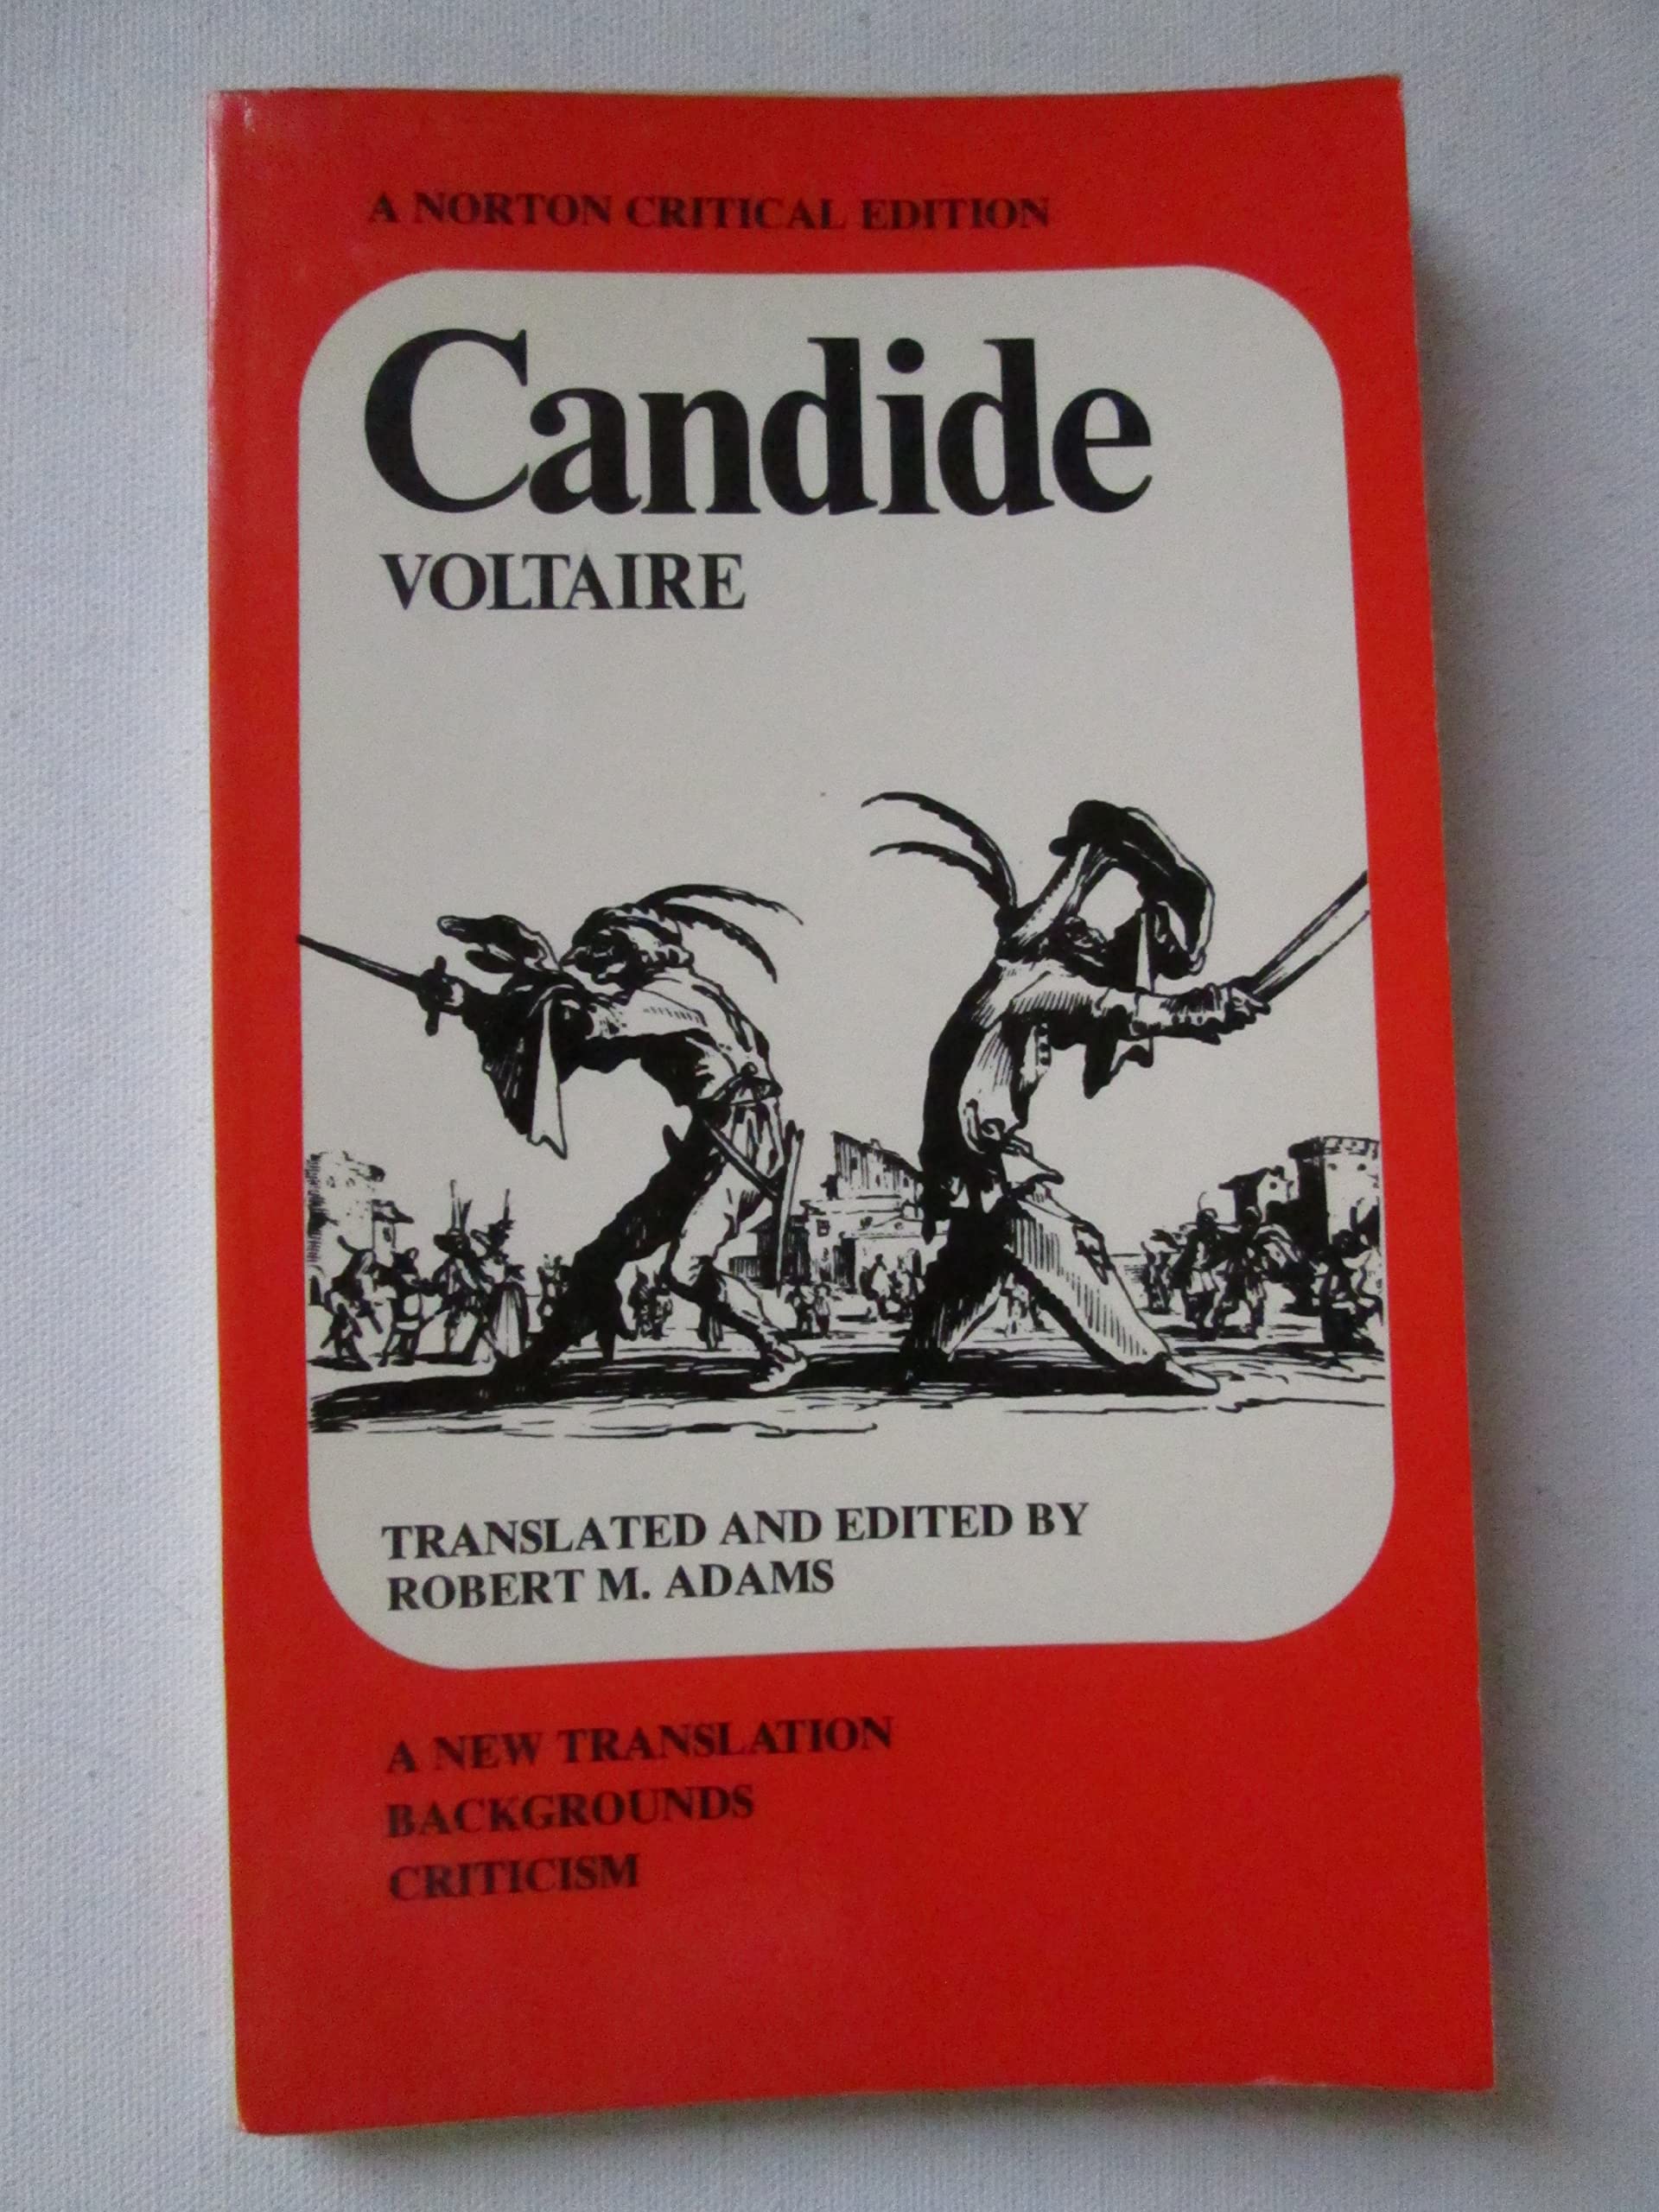 A NORTON CRITICAL EDITION
Candide
VOLTAIRE
TRANSLATED AND EDITED BY
ROBERT M. ADAMS
A NEW TRANSLATION
BACKGROUNDS
CRITICISM